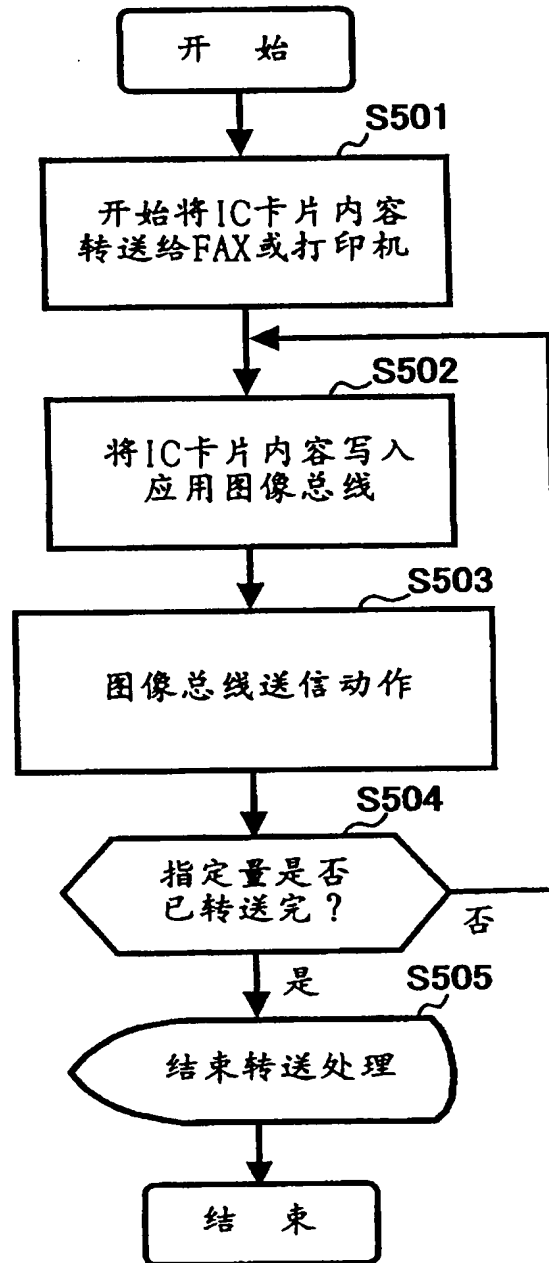 开 始
S501
开始将IC卡片内容
转送给FAX或打印机
S502
将IC卡片内容写入
应用图像总线
S503
图像总线送信动作
S504
指定量是否
已转送完？
否
是
S505
结束转送处理
结 束